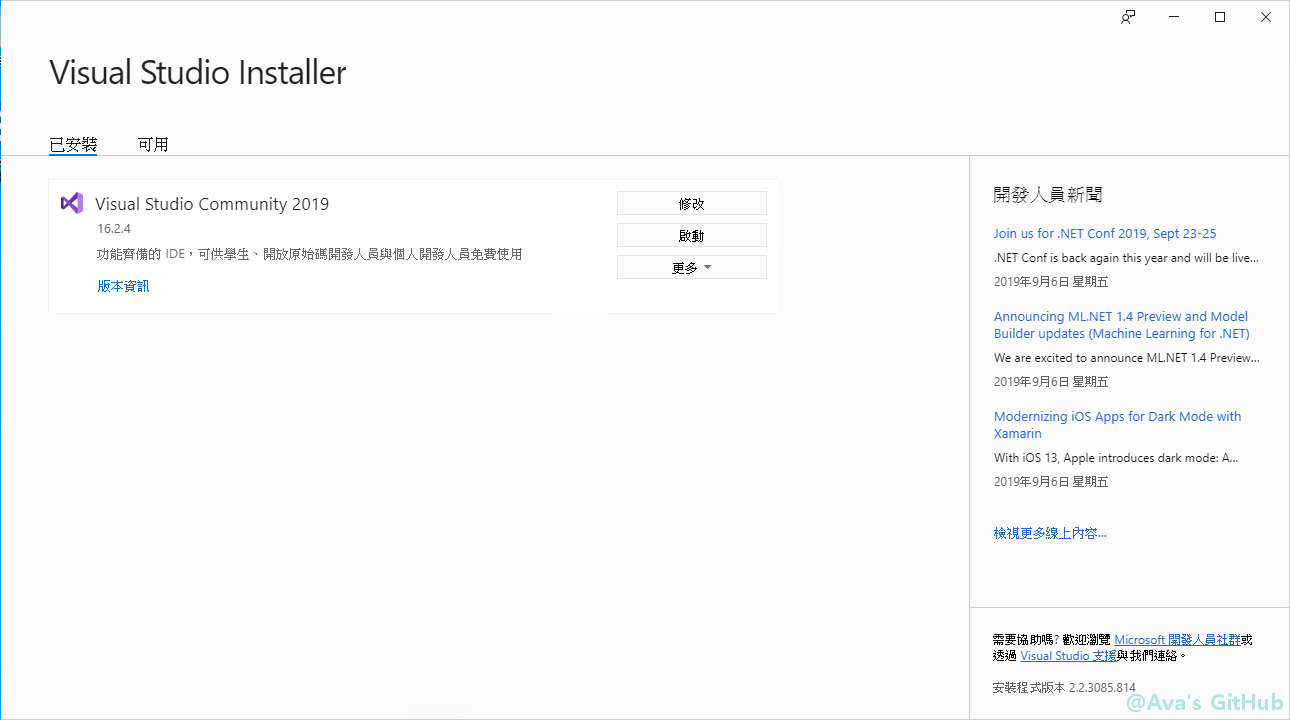 Visual Studio Installer
已安裝 可用
Visual Studio Community 2019
16.2.4
功能齊備的 IDE，可供學生、開放原始碼開發人員與個人開發人員免費使用
版本資訊
修改
啟動
更多
開發人員新聞
Join us for .NET Conf 2019, Sept 23-25
.NET Conf is back again this year and will be live...
2019年9月6日 星期五
Announcing ML.NET 1.4 Preview and Model
Builder updates (Machine Learning for .NET)
We are excited to announce ML.NET 1.4 Preview...
2019年9月6日 星期五
Modernizing iOS Apps for Dark Mode with
Xamarin
With iOS 13, Apple introduces dark mode: A...
2019年9月6日 星期五
檢視更多線上內容...
需要協助嗎? 歡迎瀏覽 Microsoft 開發人員社群或
透過 Visual Studio 支援與我們連絡。
安裝程式版本 2.2.3085.814
@Ava's GitHub